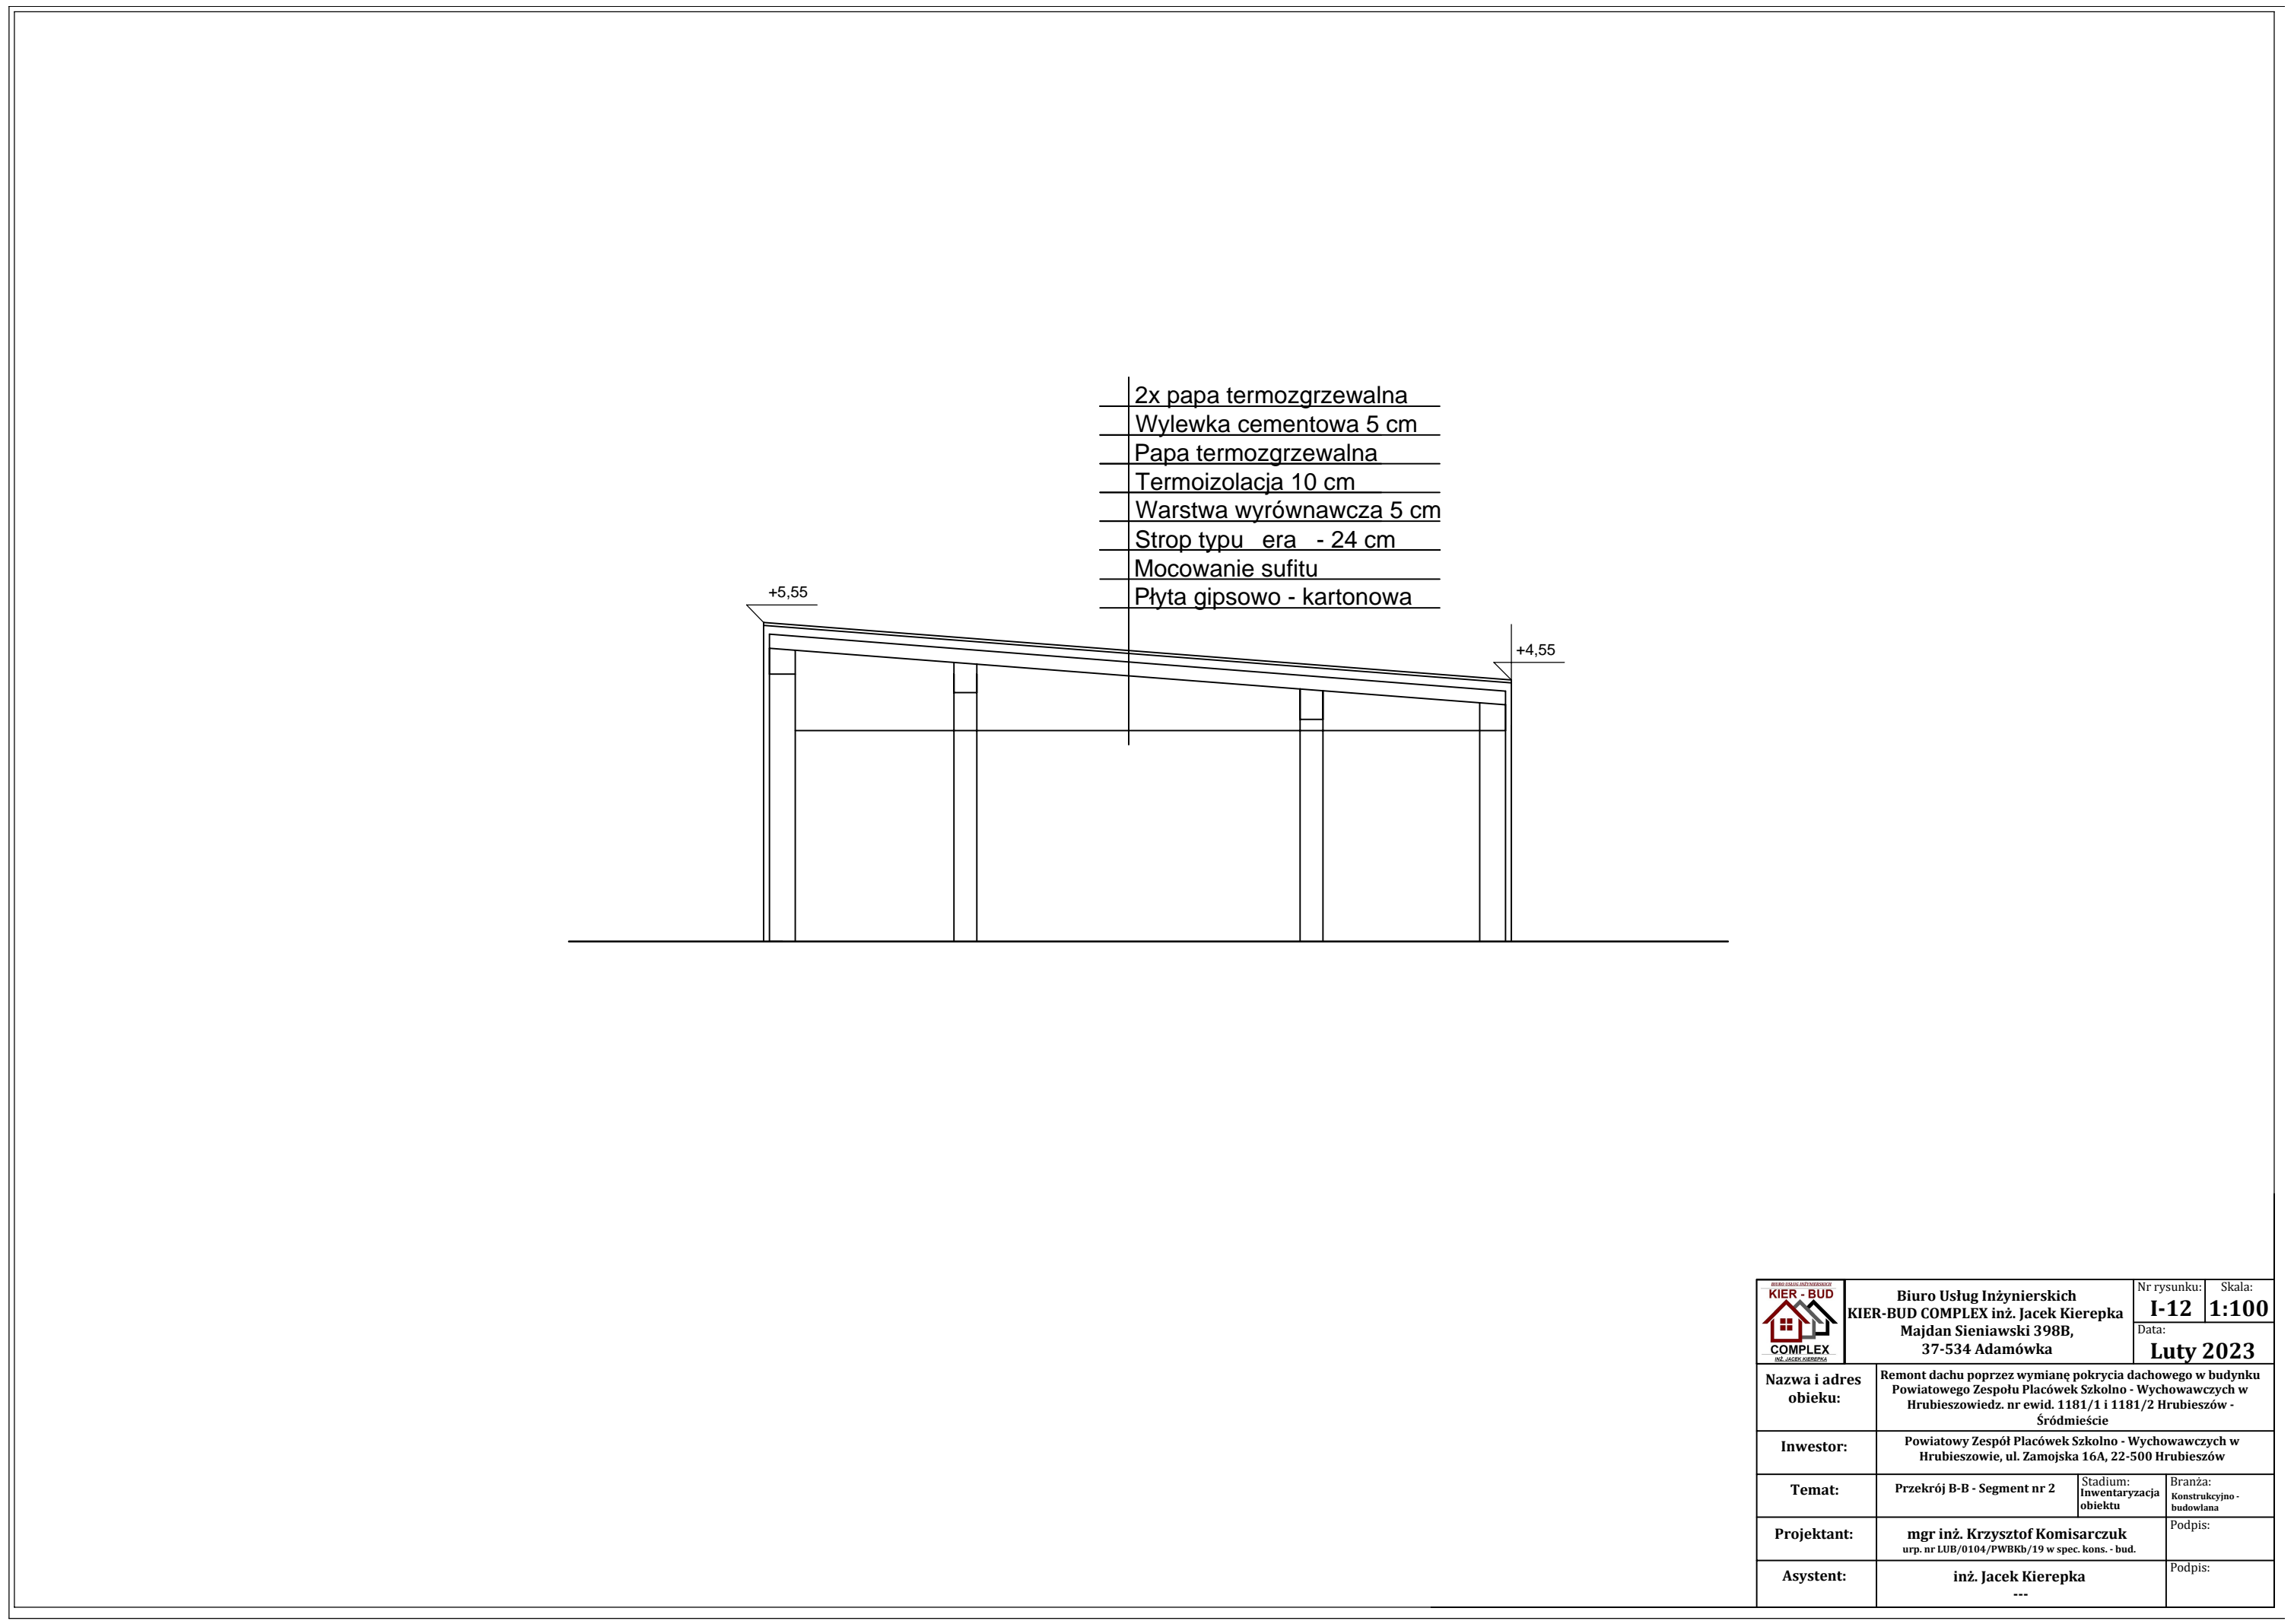 2x papa termozgrzewalna
Wylewka cementowa 5 cm
Papa termozgrzewalna
Termoizolacja 10 cm
Warstwa wyrównawcza 5 cm
Strop typu era - 24 cm
Mocowanie sufitu
Płyta gipsowo - kartonowa
+5,55
+4,55
BIURO USŁUG INŻYNIERSKICH
KIER - BUD
COMPLEX
INŻ. JACEK KIEREPKA
Biuro Usług Inżynierskich
KIER-BUD COMPLEX inż. Jacek Kierepka
Majdan Sieniawski 398B,
37-534 Adamówka
Nr rysunku:
I-12
Skala:
1:100
Data:
Luty 2023
Nazwa i adres
obieku:
Remont dachu poprzez wymianę pokrycia dachowego w budynku
Powiatowego Zespołu Placówek Szkolno - Wychowawczych w
Hrubieszowiedz. nr ewid. 1181/1 i 1181/2 Hrubieszów -
Śródmieście
Inwestor:
Powiatowy Zespół Placówek Szkolno - Wychowawczych w
Hrubieszowie, ul. Zamojska 16A, 22-500 Hrubieszów
Temat:
Przekrój B-B - Segment nr 2
Stadium:
Inwentaryzacja
obiektu
Branża:
Konstrukcyjno -
budowlana
Projektant:
mgr inż. Krzysztof Komisarczuk
urp. nr LUB/0104/PWBKb/19 w spec. kons. - bud.
Podpis:
Asystent:
inż. Jacek Kierepka
---
Podpis: